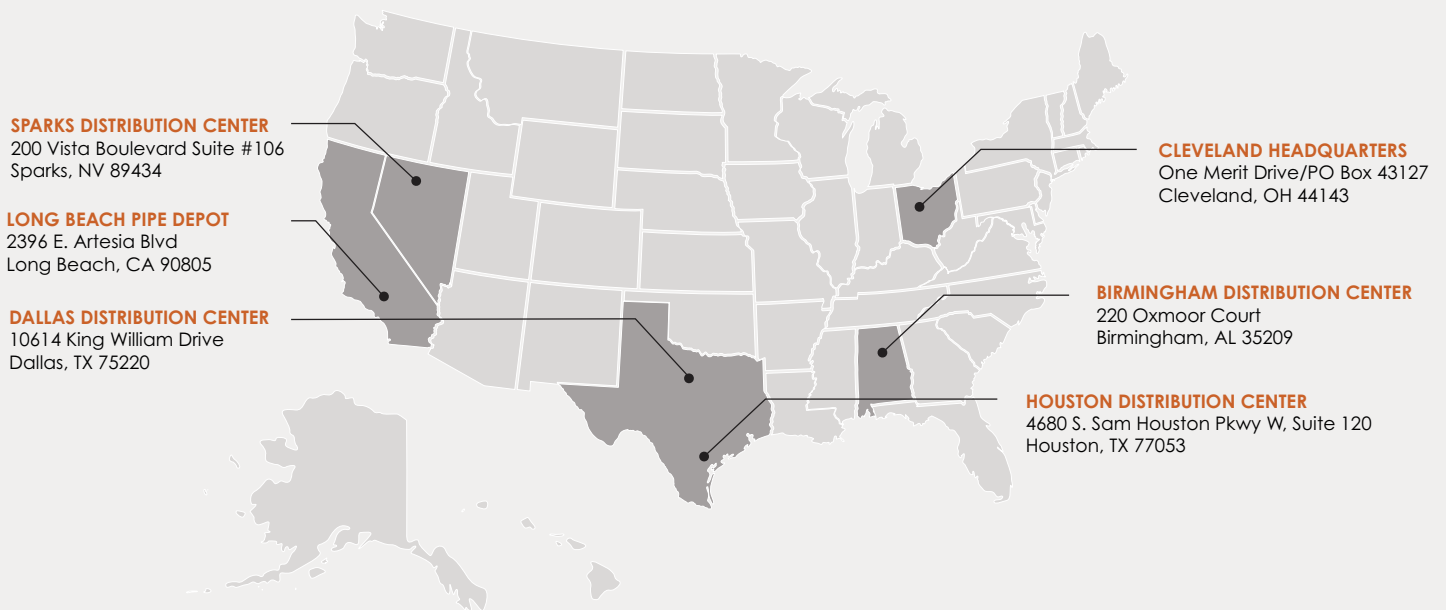 SPARKS DISTRIBUTION CENTER
200 Vista Boulevard Suite #106
Sparks, NV 89434
LONG BEACH PIPE DEPOT
2396 E. Artesia Blvd
Long Beach, CA 90805
DALLAS DISTRIBUTION CENTER
10614 King William Drive
Dallas, TX 75220
CLEVELAND HEADQUARTERS
One Merit Drive/PO Box 43127
Cleveland, OH 44143
BIRMINGHAM DISTRIBUTION CENTER
220 Oxmoor Court
Birmingham, AL 35209
HOUSTON DISTRIBUTION CENTER
4680 S. Sam Houston Pkwy W, Suite 120
Houston, TX 77053